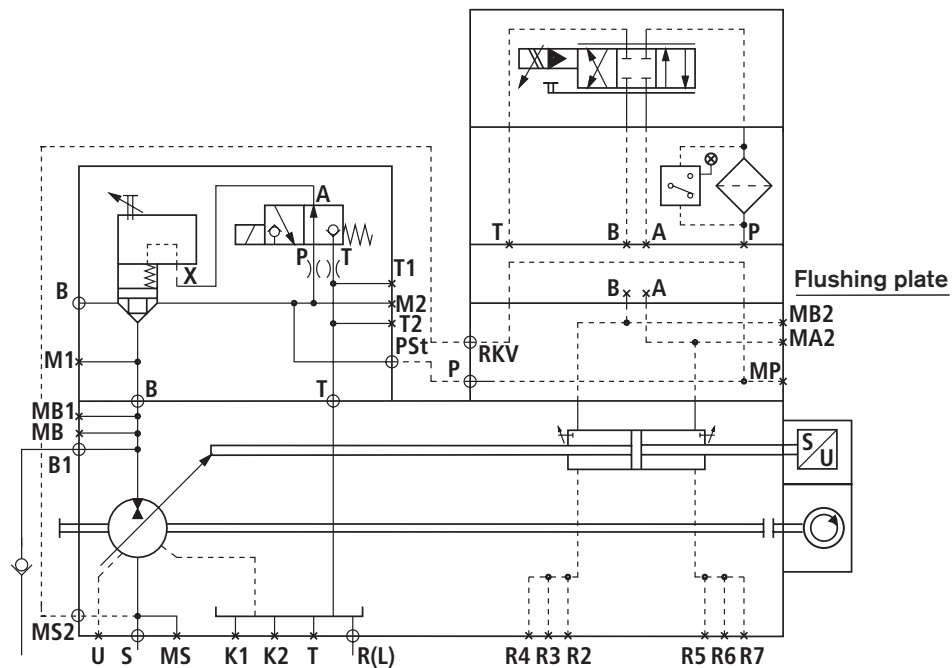 T B A P
A
P T
X T1
B M2
T2
PSt
M1
B T
MB1
MB
B1
B A
Flushing plate
MB2
MA2
RKV
P MP
S
U
MS2
R4 R3 R2 R5 R6 R7
U S MS K1 K2 T R(L)